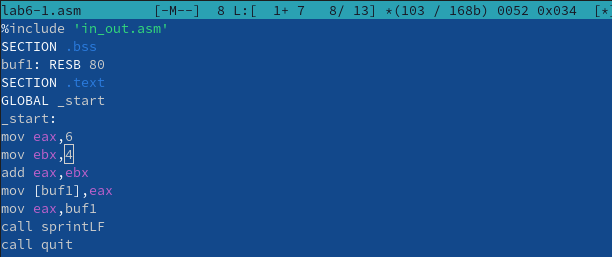 lab6-1.asm [-M--] 8 L:[ 1+ 7 8/ 13] *(103 / 168b) 0052 0x034 [*]
%include 'in_out.asm'
SECTION .bss
buf1: RESB 80
SECTION .text
GLOBAL _start
_start:
mov eax,6
mov ebx,4
add eax,ebx
mov [buf1],eax
mov eax,buf1
call sprintLF
call quit